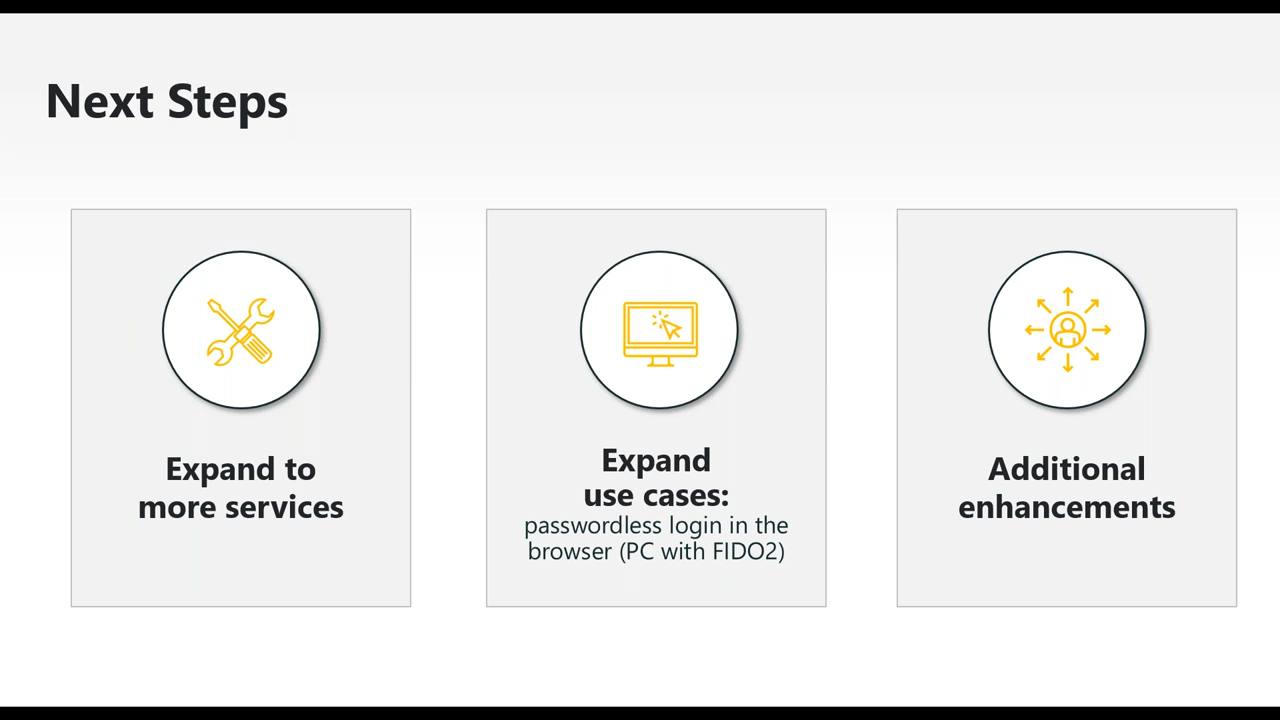 Next Steps
Expand to
more services
Expand
use cases:
passwordless login in the
browser (PC with FIDO2)
Additional
enhancements